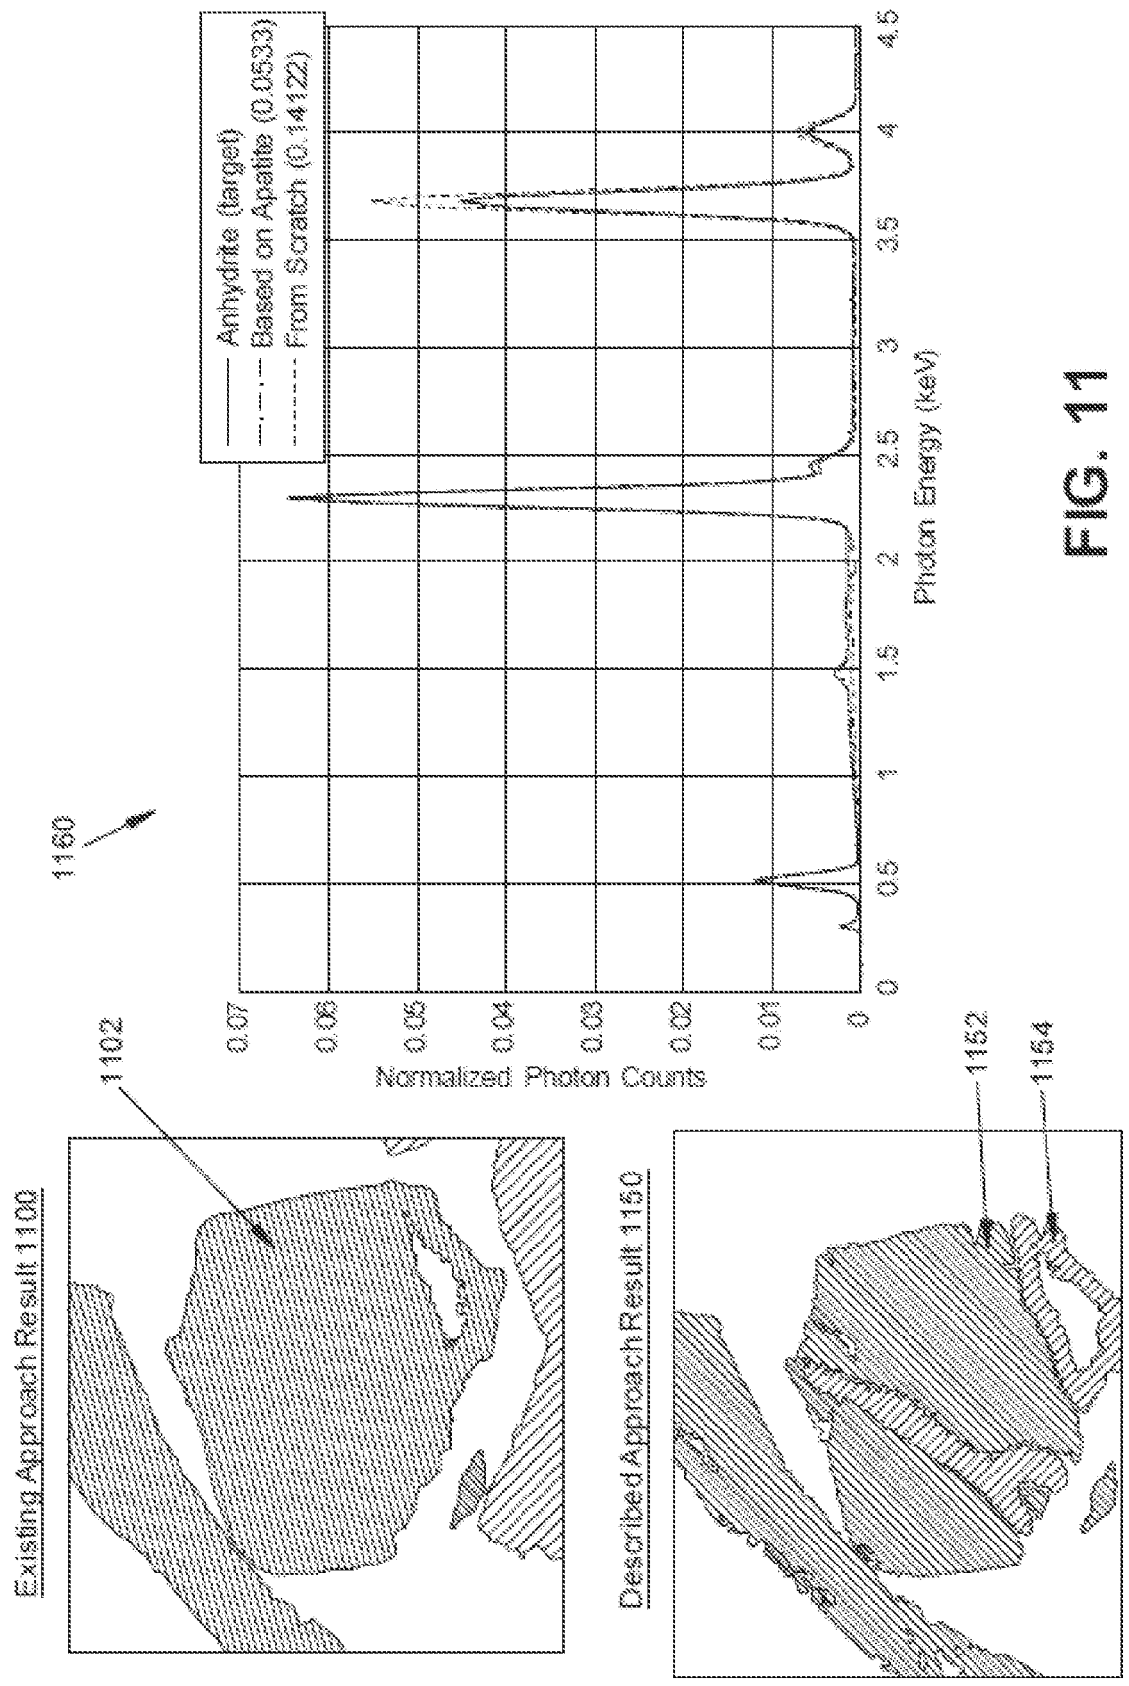 Existing Approach Result 1100
1102
Described Approach Result 1150
1152
1154
1160
Anhydrite (target)
Based on Apatite (0.0533)
From Scratch (0.14122)
Normalized Photon Counts
0.07
0.06
0.05
0.04
0.03
0.02
0.01
0
0
0.5
1
1.5
2
2.5
3
3.5
4
4.5
Photon Energy (keV)
FIG. 11